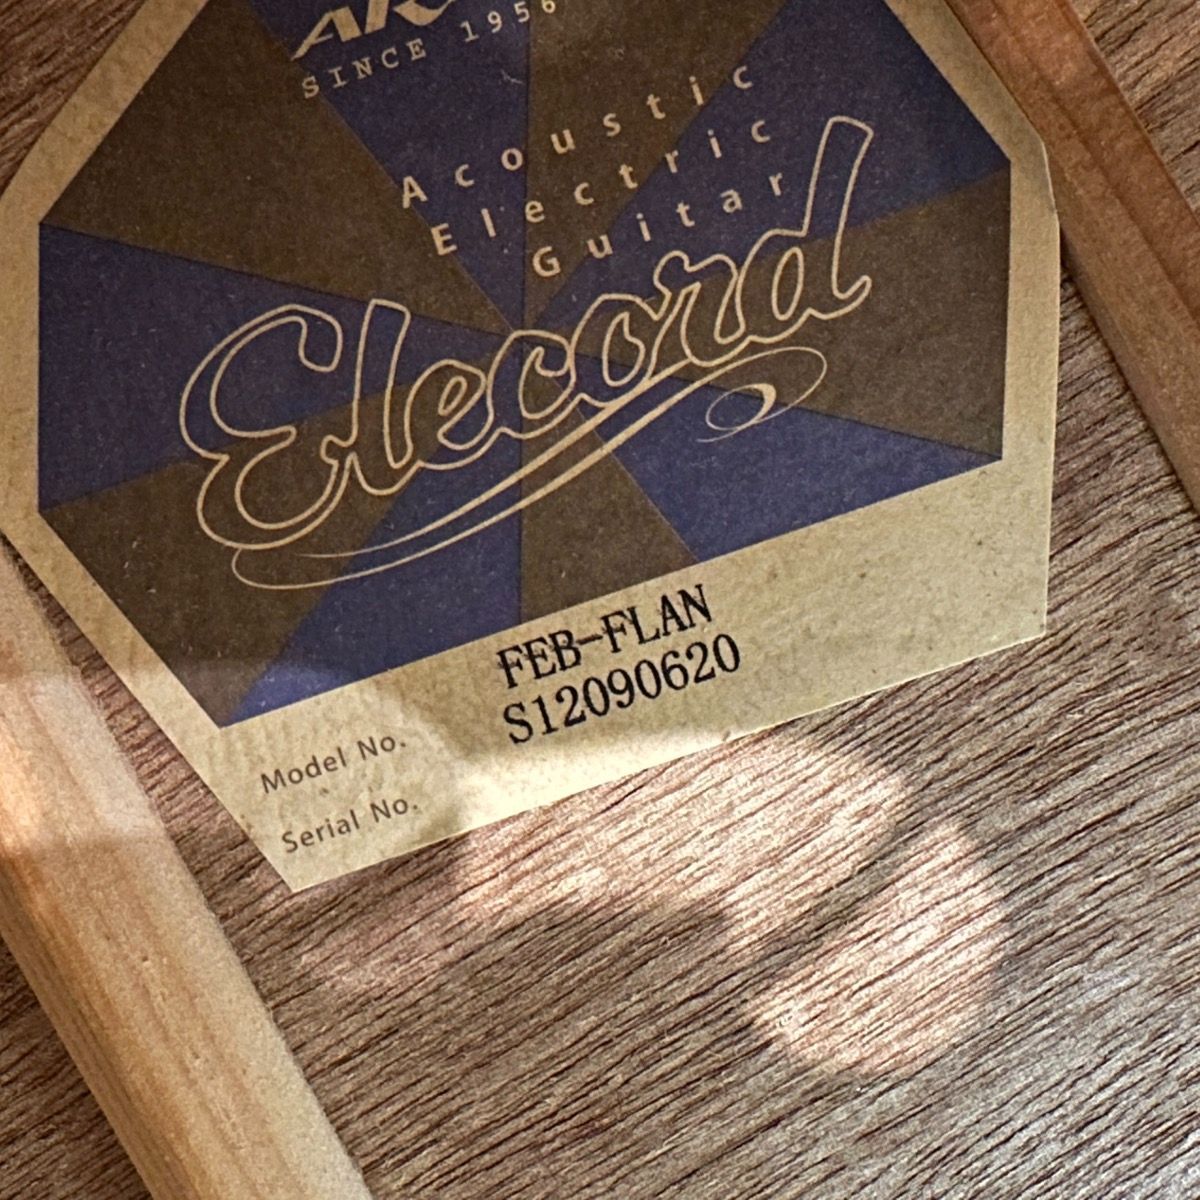 SINCE 1956
Acoustic
Electric
Guitar
Elecord
Model No. FEB-FLAN
Serial No. S12090620